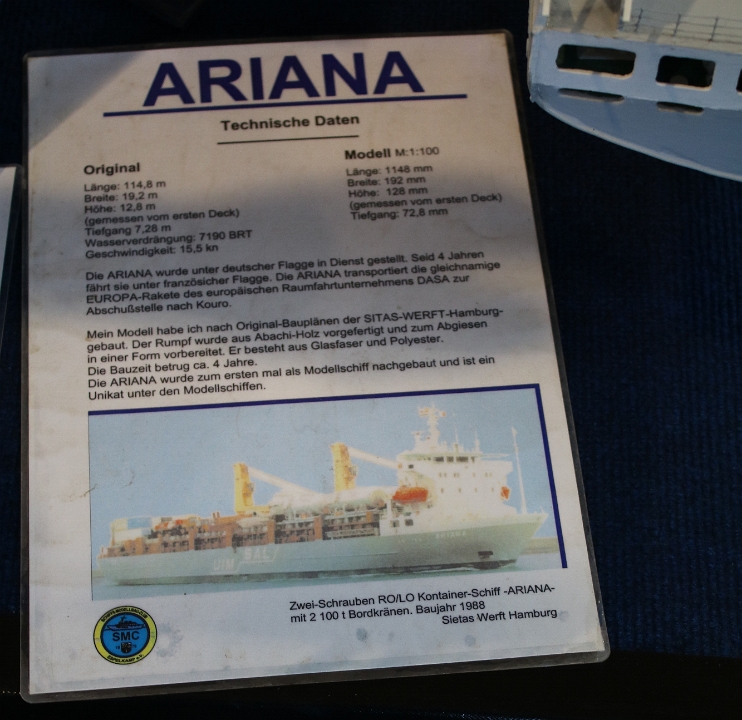 ARIANA
Technische Daten
Original
Länge: 114,8 m
Breite: 19,2 m
Höhe: 12,8 m
(gemessen vom ersten Deck)
Tiefgang 7,28 m
Wasserverdrängung: 7190 BRT
Geschwindigkeit: 15,5 kn
Modell M:1:100
Länge: 1148 mm
Breite: 192 mm
Höhe: 128 mm
(gemessen vom ersten Deck)
Tiefgang: 72,8 mm
Die ARIANA wurde unter deutscher Flagge in Dienst gestellt. Seid 4 Jahren
fährt sie unter französicher Flagge. Die ARIANA transportiert die gleichnamige
EUROPA-Rakete des europäischen Raumfahrtunternehmens DASA zur
Abschußstelle nach Kouro.
Mein Modell habe ich nach Original-Bauplänen der SITAS-WERFT-Hamburg-
gebaut. Der Rumpf wurde aus Abachi-Holz vorgefertigt und zum Abgiesen
in einer Form vorbereitet. Er besteht aus Glasfaser und Polyester.
Die Bauzeit betrug ca. 4 Jahre.
Die ARIANA wurde zum ersten mal als Modellschiff nachgebaut und ist ein
Unikat unter den Modellschiffen.
ARIANA
JIM SAL
Zwei-Schrauben RO/LO Kontainer-Schiff -ARIANA-
mit 2 100 t Bordkränen. Baujahr 1988
Sietas Werft Hamburg
SMC